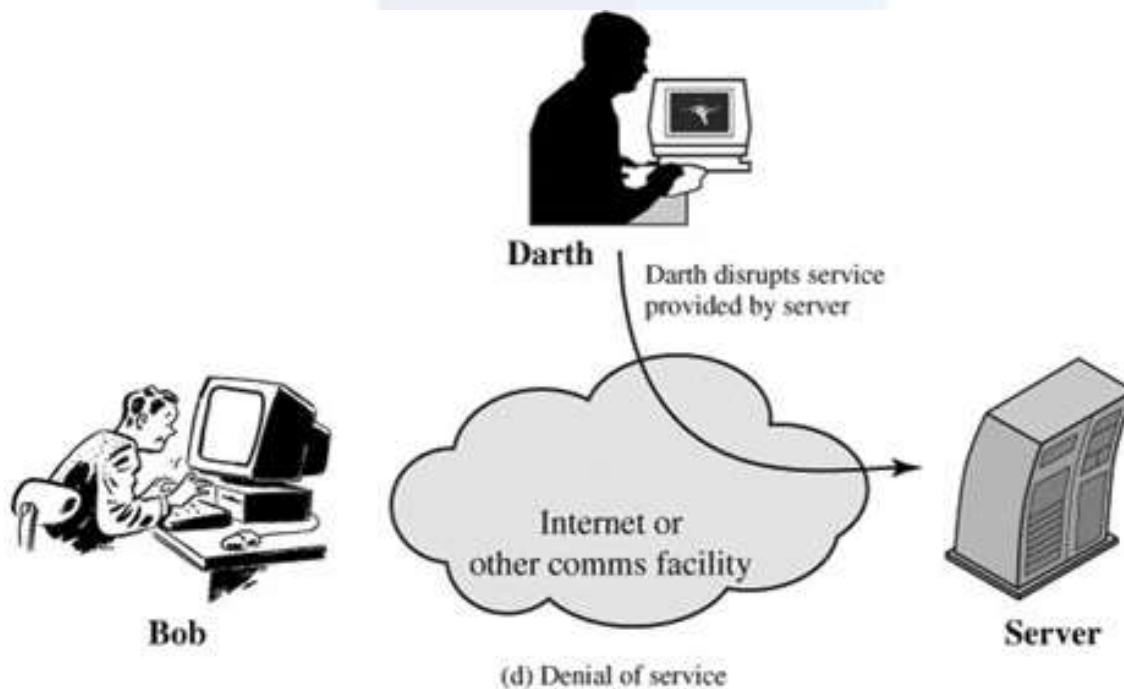 Darth
Darth disrupts service
provided by server
Internet or
other comms facility
Bob
Server
(d) Denial of service